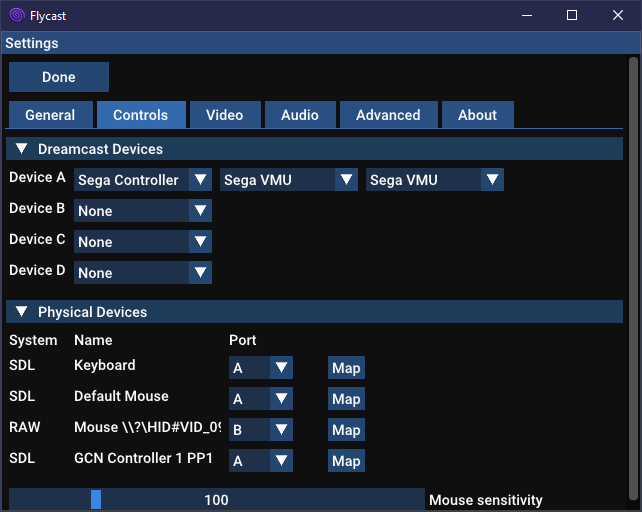 Flycast
Settings
Done
General Controls Video Audio Advanced About
Dreamcast Devices
Device A Sega Controller Sega VMU Sega VMU
Device B None
Device C None
Device D None
Physical Devices
System Name Port
SDL Keyboard A Map
SDL Default Mouse A Map
RAW Mouse \\?\HID#VID_09 B Map
SDL GCN Controller 1 PP1 A Map
100 Mouse sensitivity